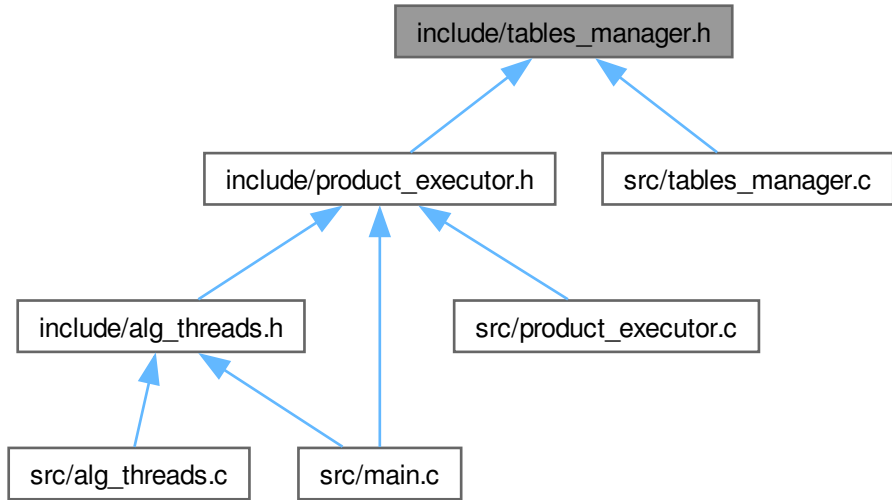 include/tables_manager.h
include/product_executor.h
src/tables_manager.c
include/alg_threads.h
src/product_executor.c
src/alg_threads.c
src/main.c